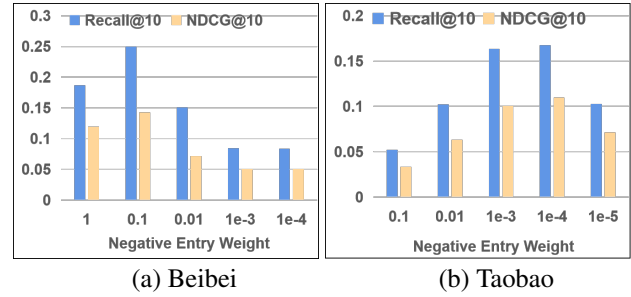 Recall@10 NDCG@10
0.3
0.25
0.2
0.15
0.1
0.05
0
1 0.1 0.01 1e-3 1e-4
Negative Entry Weight
(a) Beibei
Recall@10 NDCG@10
0.2
0.15
0.1
0.05
0
0.1 0.01 1e-3 1e-4 1e-5
Negative Entry Weight
(b) Taobao